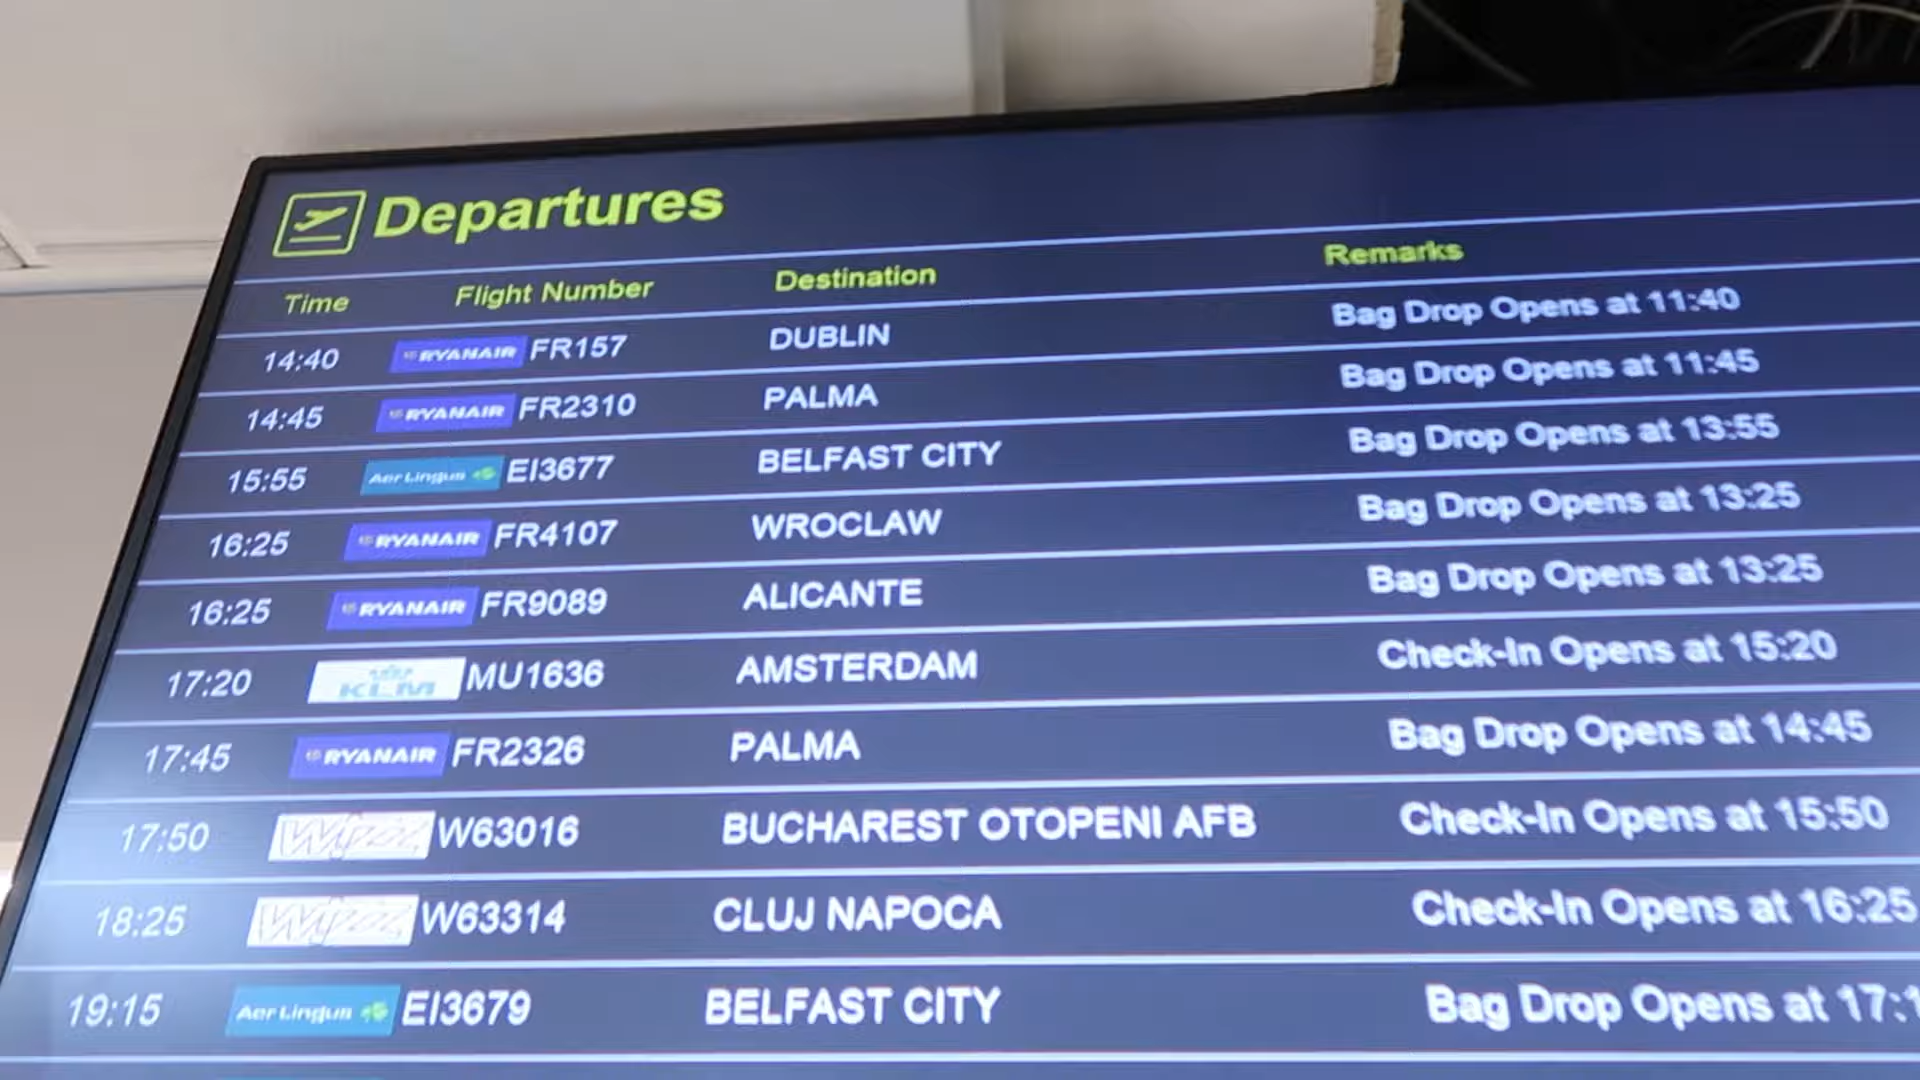 Departures
Time Flight Number Destination Remarks
14:40 RYANAIR FR157 DUBLIN Bag Drop Opens at 11:40
14:45 RYANAIR FR2310 PALMA Bag Drop Opens at 11:45
15:55 Aer Lingus EI3677 BELFAST CITY Bag Drop Opens at 13:55
16:25 RYANAIR FR4107 WROCLAW Bag Drop Opens at 13:25
16:25 RYANAIR FR9089 ALICANTE Bag Drop Opens at 13:25
17:20 KLM MU1636 AMSTERDAM Check-In Opens at 15:20
17:45 RYANAIR FR2326 PALMA Bag Drop Opens at 14:45
17:50 W63016 BUCHAREST OTOPENI AFB Check-In Opens at 15:50
18:25 W63314 CLUJ NAPOCA Check-In Opens at 16:25
19:15 Aer Lingus EI3679 BELFAST CITY Bag Drop Opens at 17:1